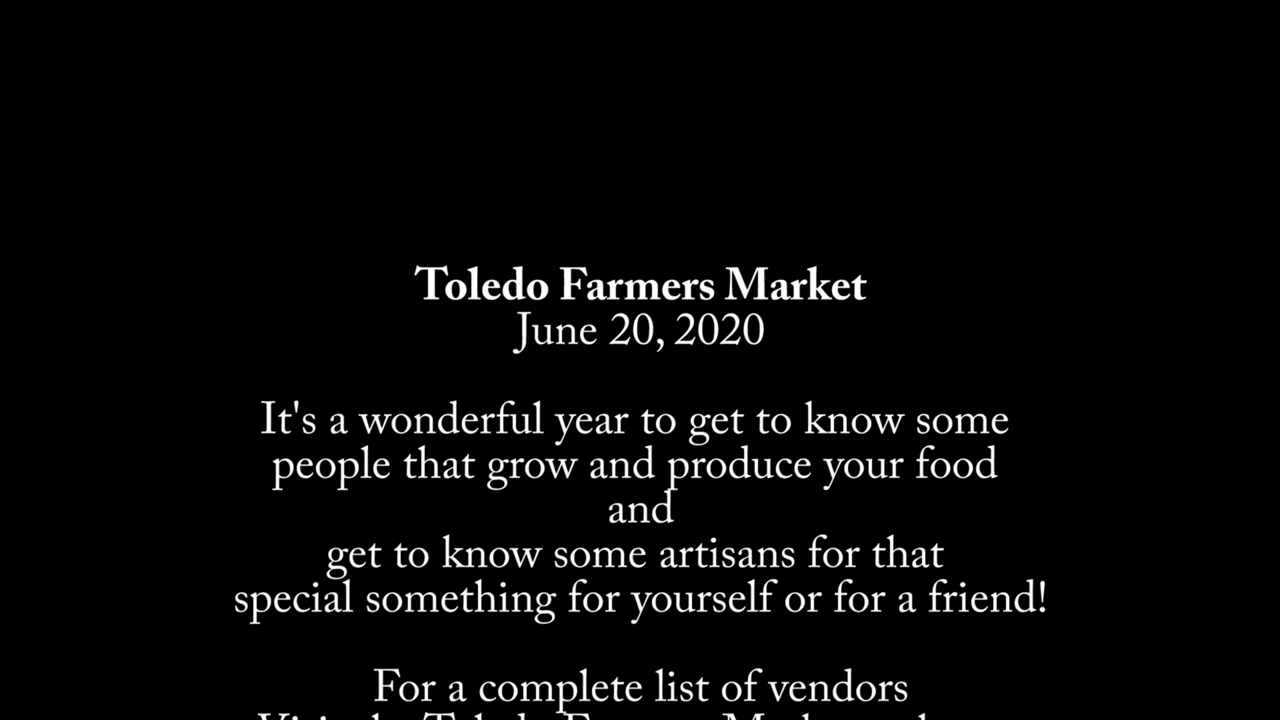 Toledo Farmers Market
June 20, 2020
It's a wonderful year to get to know some
people that grow and produce your food
and
get to know some artisans for that
special something for yourself or for a friend!
For a complete list of vendors